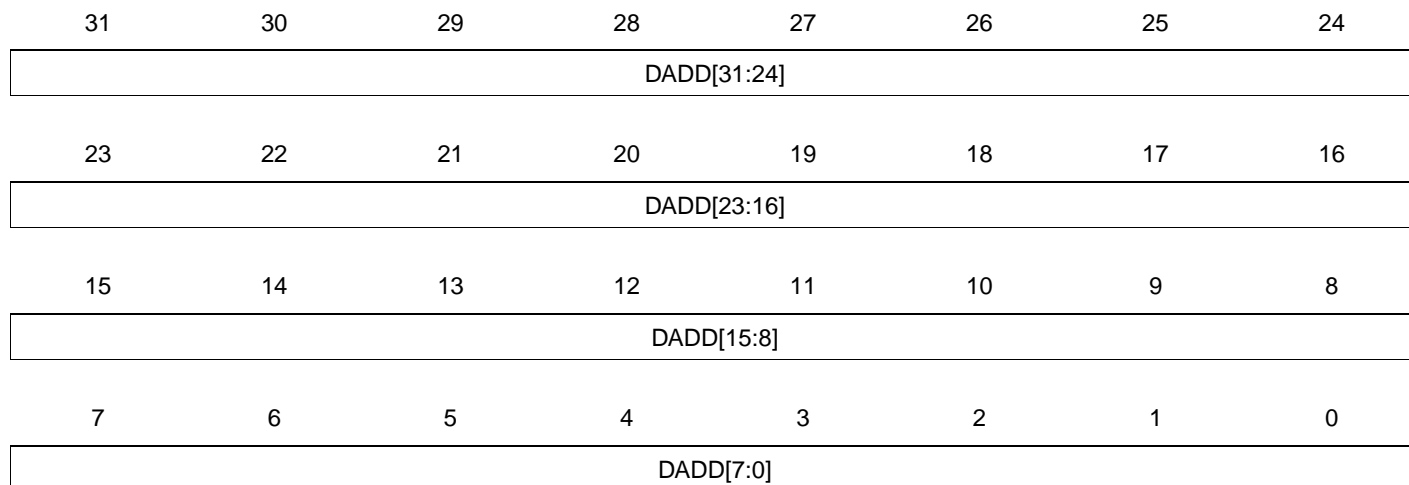 31 30 29 28 27 26 25 24
DADD[31:24]
23 22 21 20 19 18 17 16
DADD[23:16]
15 14 13 12 11 10 9 8
DADD[15:8]
7 6 5 4 3 2 1 0
DADD[7:0]